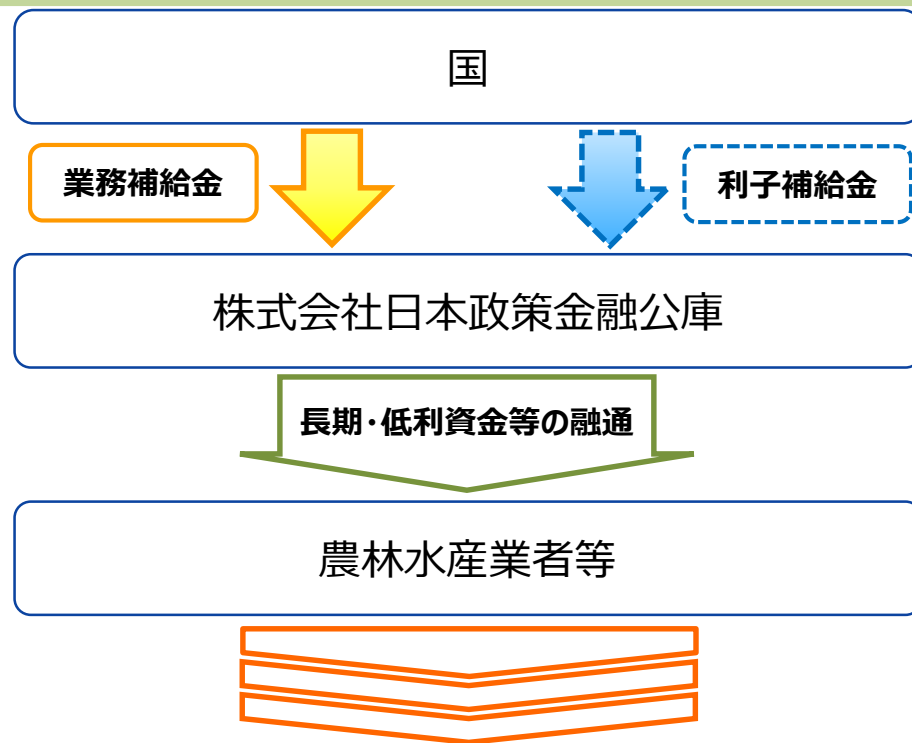 国
業務補給金
利子補給金
株式会社日本政策金融公庫
長期・低利資金等の融通
農林水産業者等